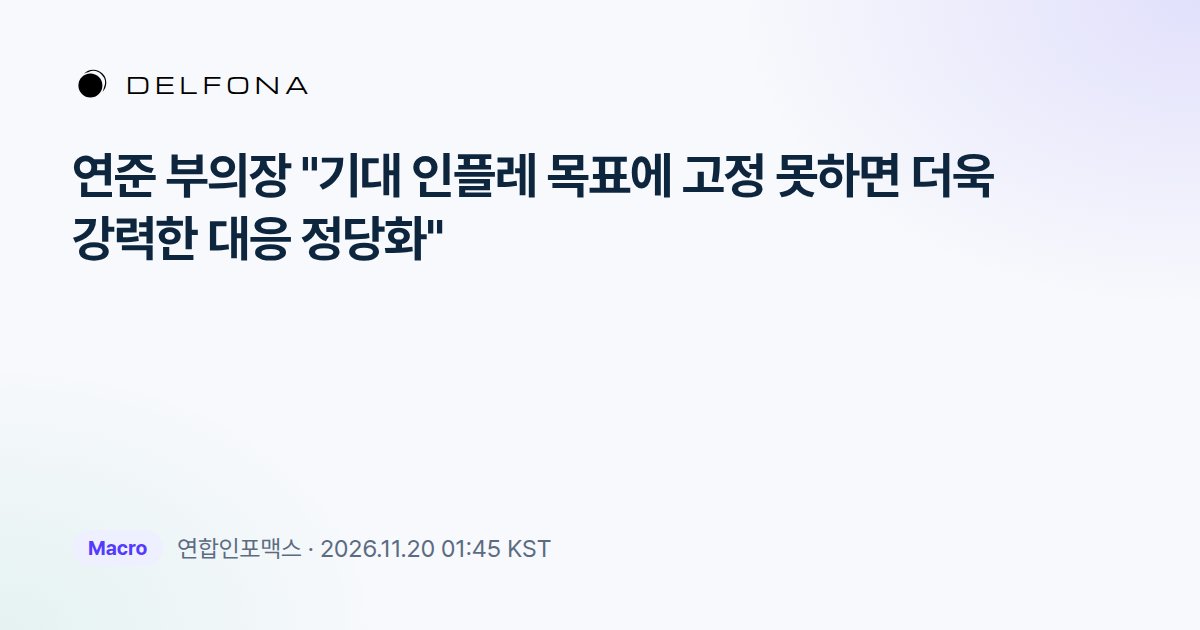 DELFONA
연준 부의장 "기대 인플레 목표에 고정 못하면 더욱
강력한 대응 정당화"
Macro 연합인포맥스 · 2026.11.20 01:45 KST